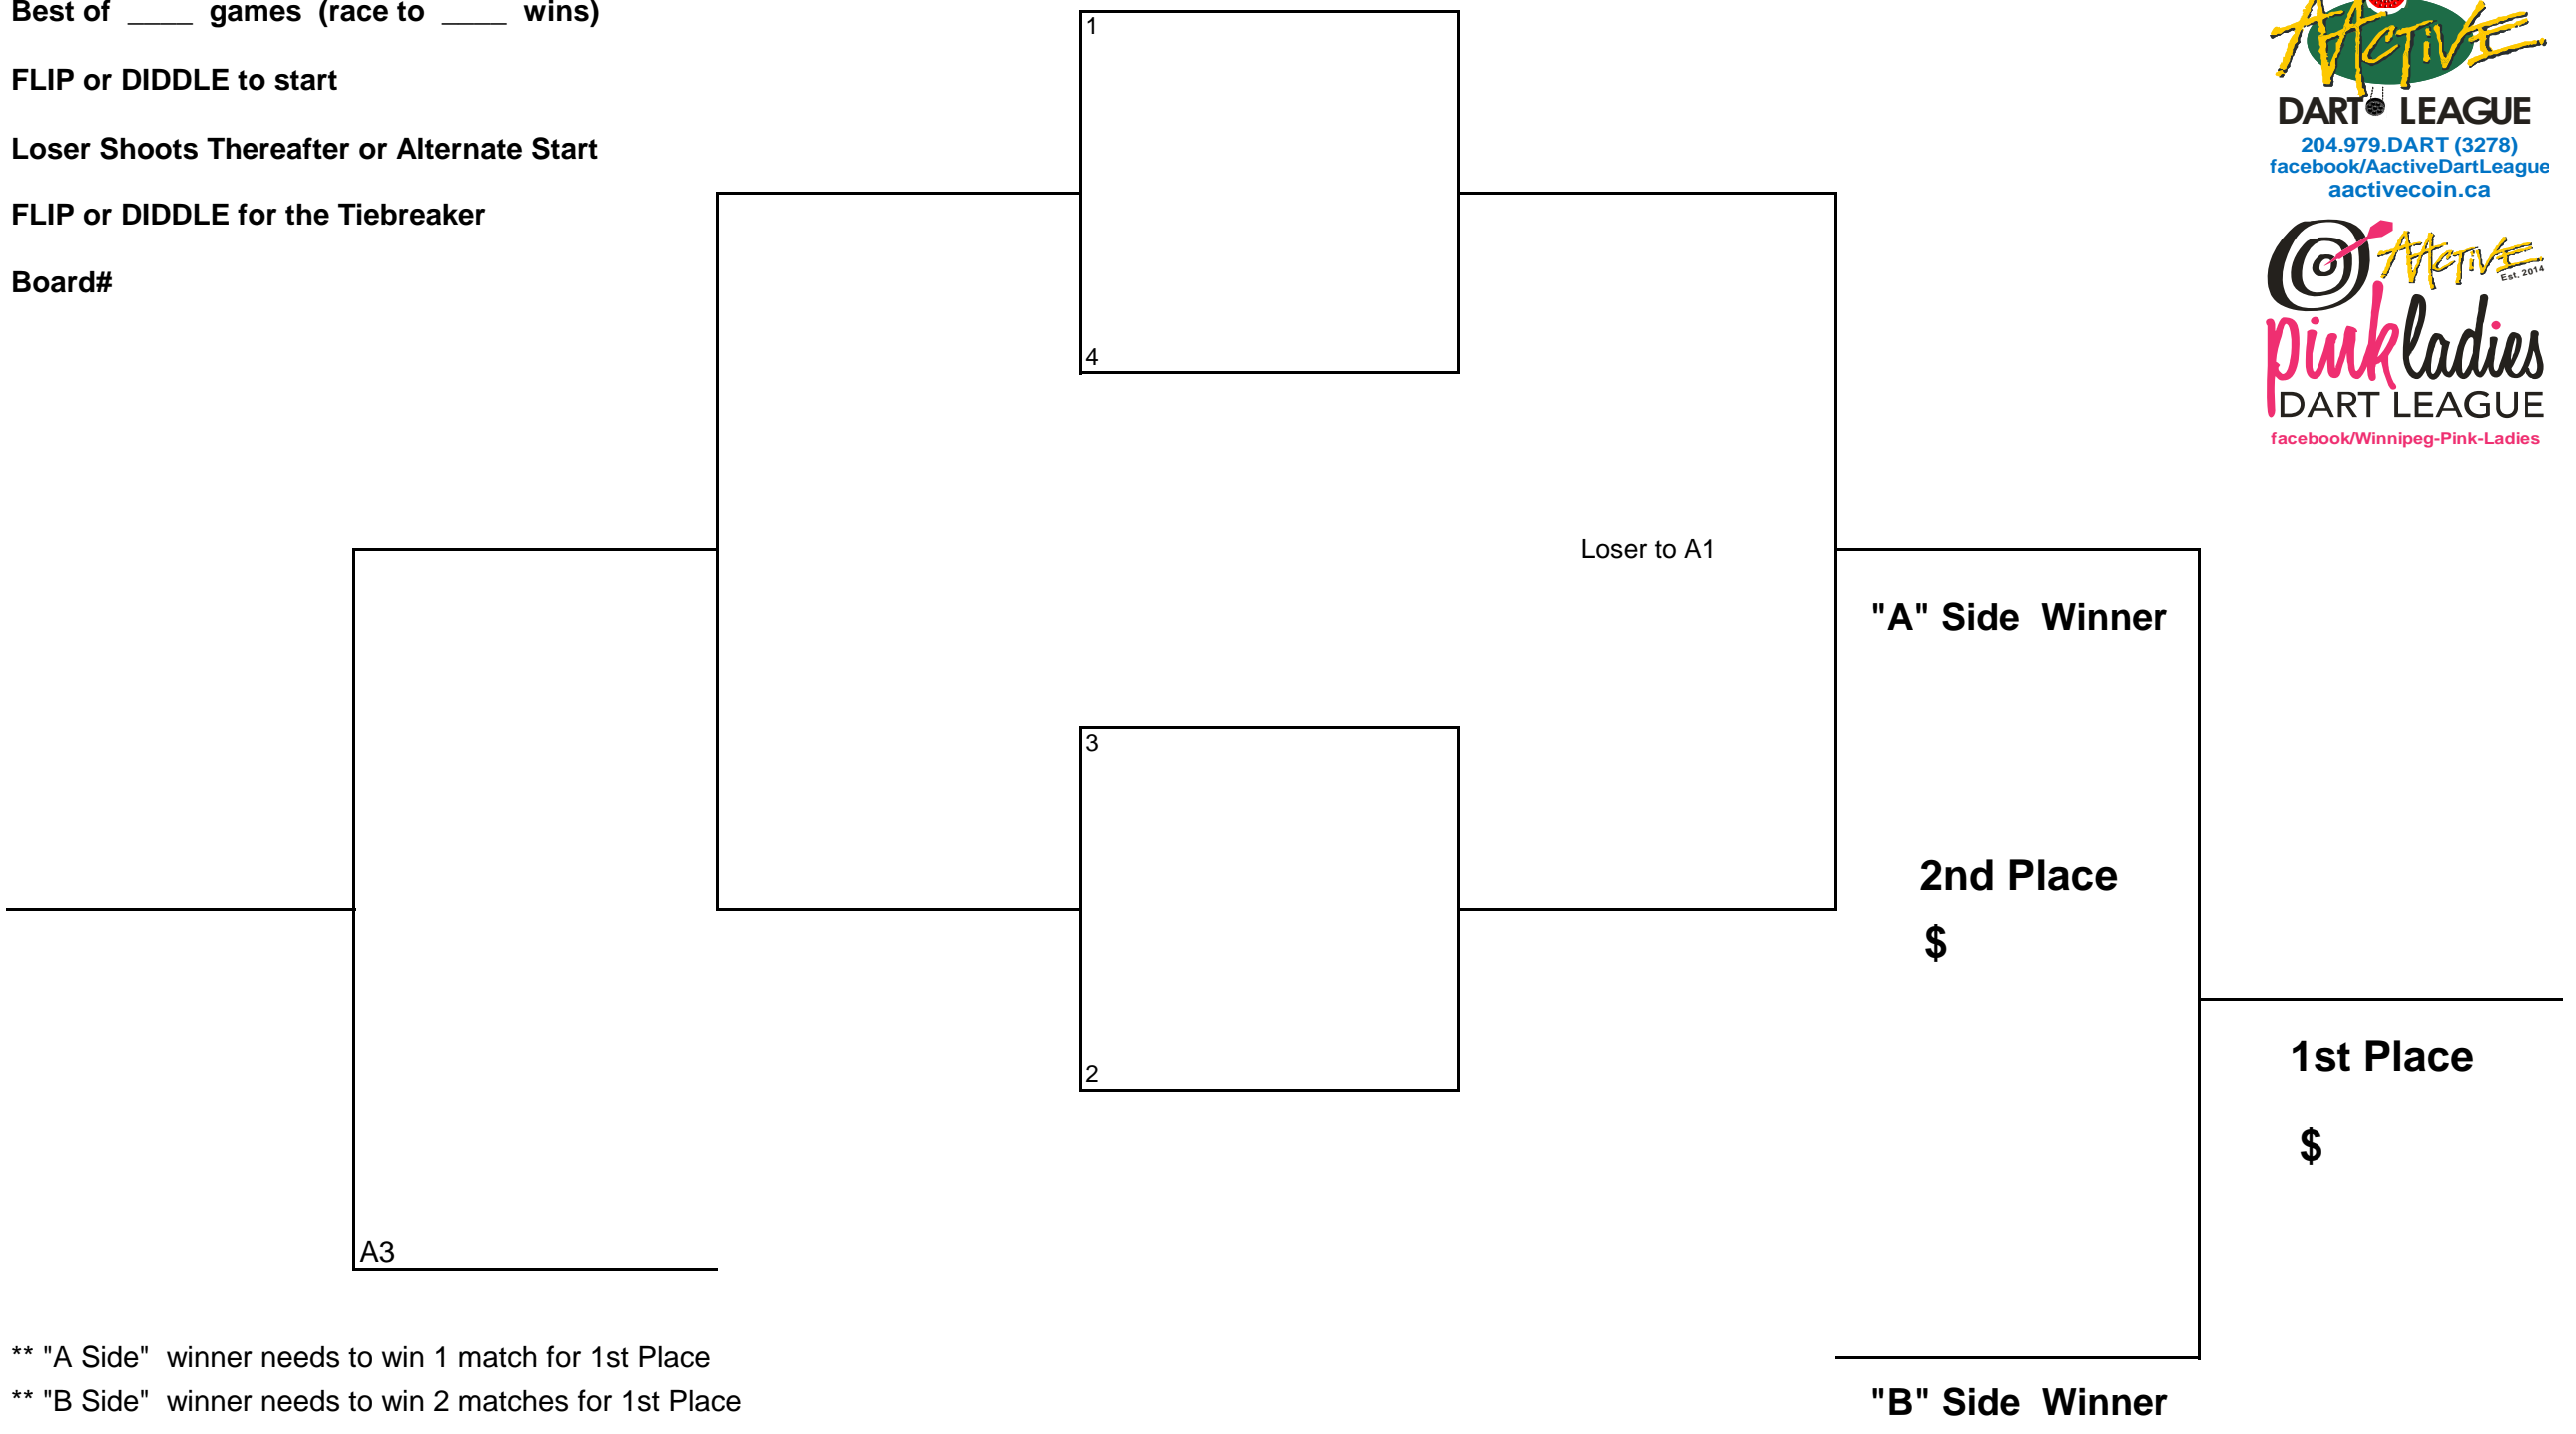 Best of ____ games (race to ____ wins)
FLIP or DIDDLE to start
Loser Shoots Thereafter or Alternate Start
FLIP or DIDDLE for the Tiebreaker
Board#
1
4
AActive
DART LEAGUE
204.979.DART (3278)
facebook/AactiveDartLeague
aactivecoin.ca
AActive
Est. 2014
pink ladies
DART LEAGUE
facebook/Winnipeg-Pink-Ladies
Loser to A1
"A" Side Winner
3
2
2nd Place
$
1st Place
$
A3
** "A Side" winner needs to win 1 match for 1st Place
** "B Side" winner needs to win 2 matches for 1st Place
"B" Side Winner